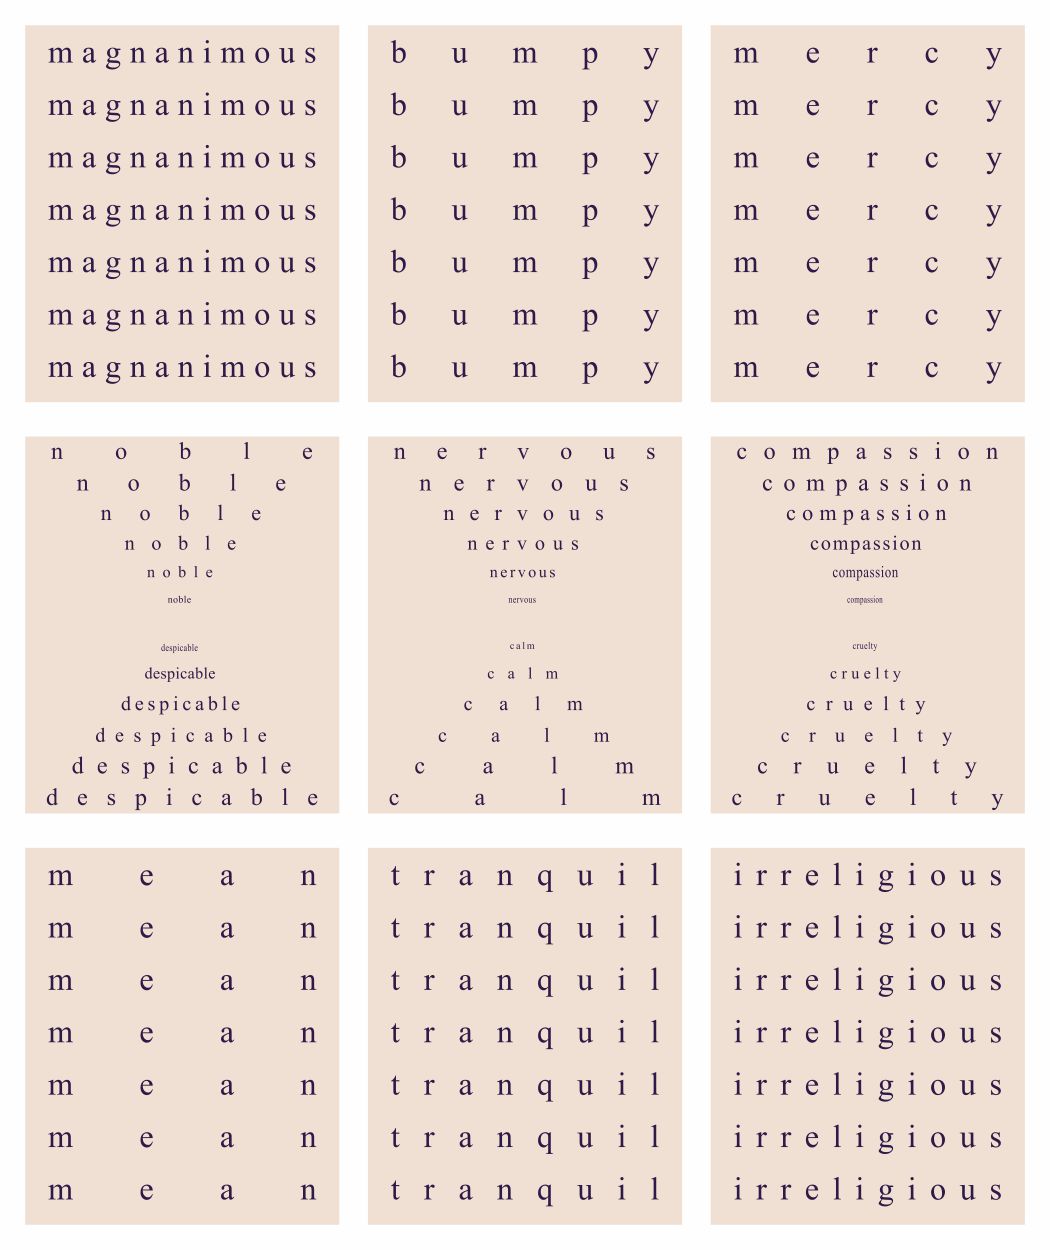 magnanimous
magnanimous
magnanimous
magnanimous
magnanimous
magnanimous
magnanimous
bumpy
bumpy
bumpy
bumpy
bumpy
bumpy
bumpy
mercy
mercy
mercy
mercy
mercy
mercy
mercy
noble
noble
noble
noble
noble
noble
despicable
despicable
despicable
despicable
despicable
despicable
nervous
nervous
nervous
nervous
nervous
nervous
calm
calm
calm
calm
calm
calm
compassion
compassion
compassion
compassion
compassion
compassion
cruelty
cruelty
cruelty
cruelty
cruelty
cruelty
mean
mean
mean
mean
mean
mean
mean
tranquil
tranquil
tranquil
tranquil
tranquil
tranquil
tranquil
irreligious
irreligious
irreligious
irreligious
irreligious
irreligious
irreligious